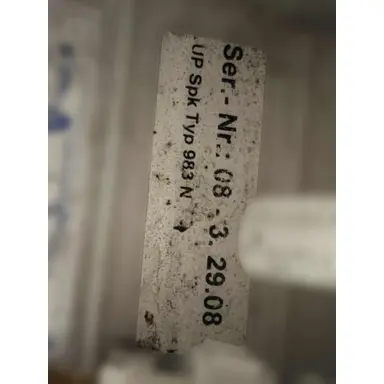 Ser.- Nr.: 08 .3. 29.08
UP Spk Typ 983 N